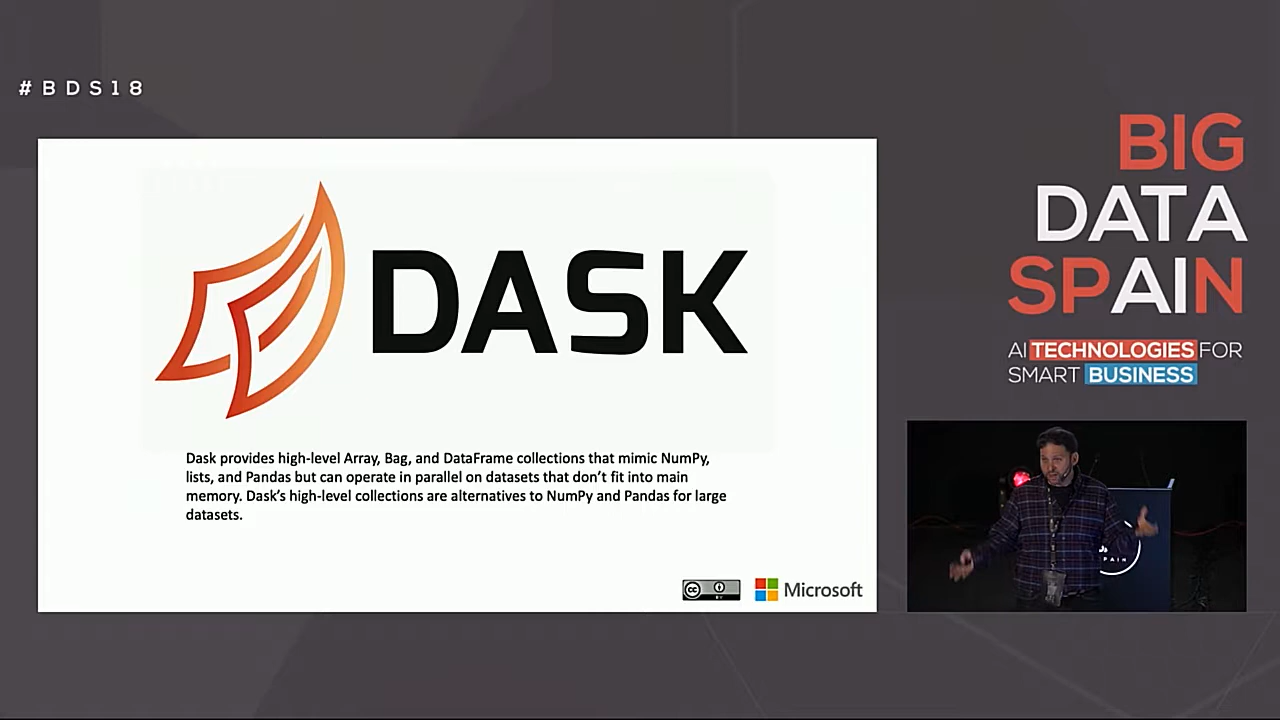 #BDS18
BIG
DATA
SPAIN
AI TECHNOLOGIES FOR
SMART BUSINESS
DASK
Dask provides high-level Array, Bag, and DataFrame collections that mimic NumPy,
lists, and Pandas but can operate in parallel on datasets that don’t fit into main
memory. Dask’s high-level collections are alternatives to NumPy and Pandas for large
datasets.
cc
BY
Microsoft